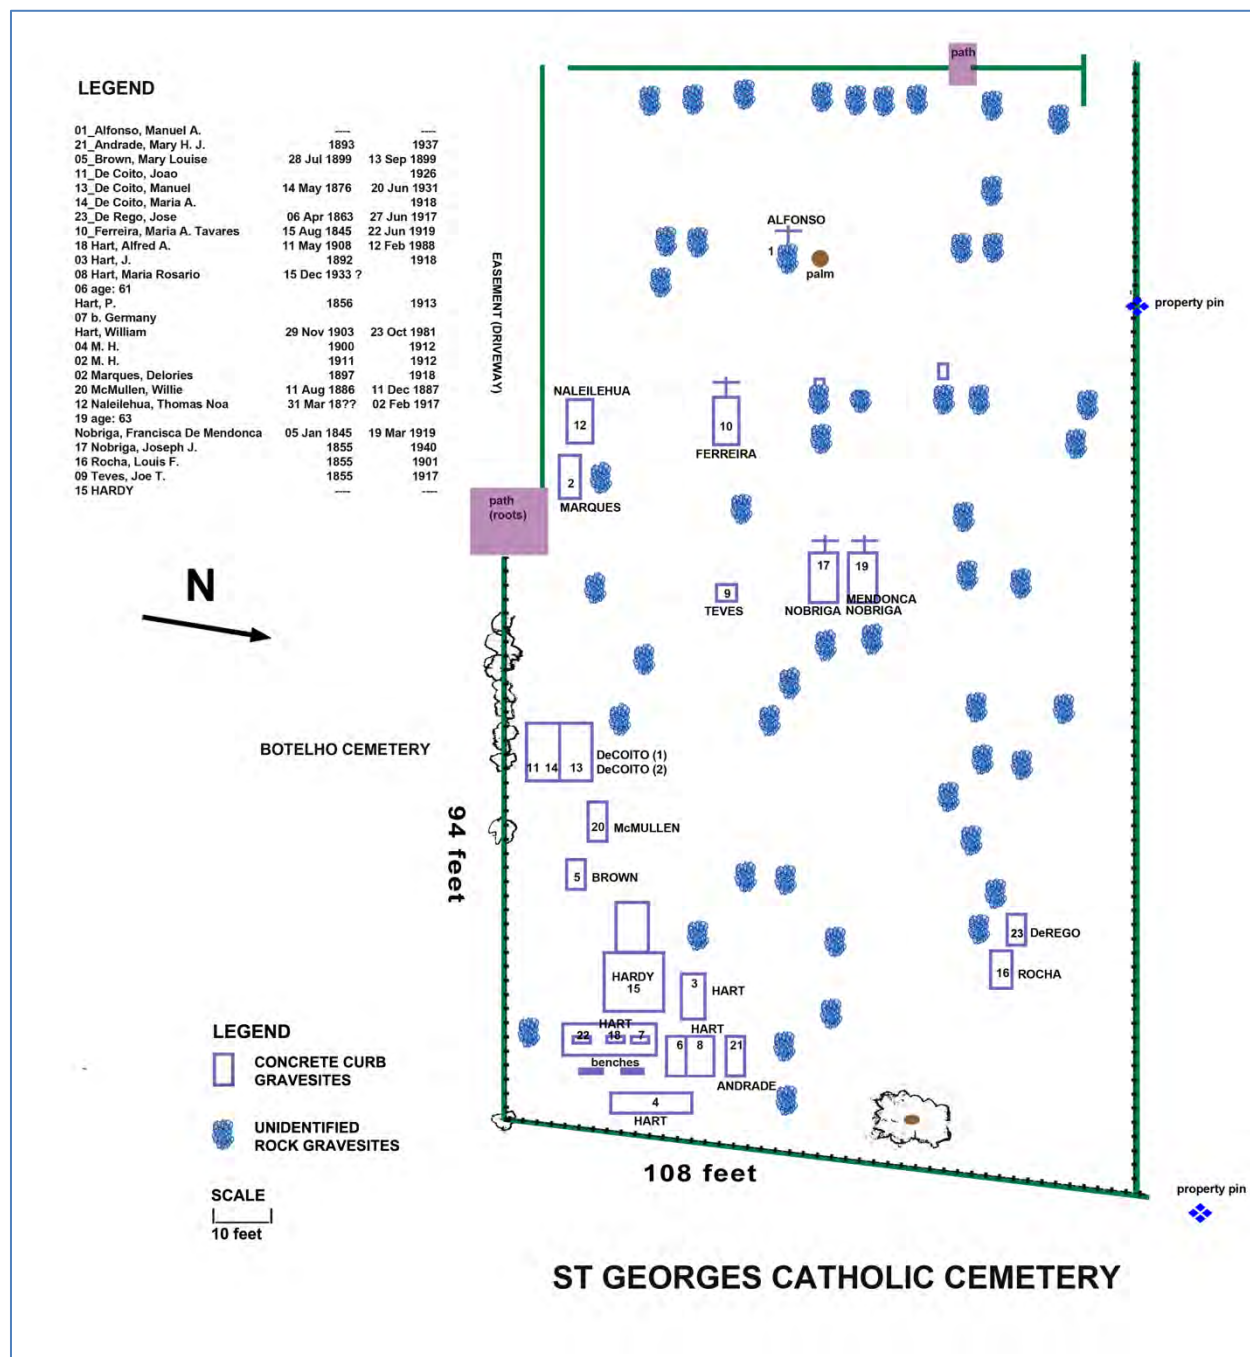 LEGEND
01_Alfonso, Manuel A. ---- ----
21_Andrade, Mary H. J. 1893 1937
05_Brown, Mary Louise 28 Jul 1899 13 Sep 1899
11_De Coito, Joao 1926
13_De Coito, Manuel 14 May 1876 20 Jun 1931
14_De Coito, Maria A. 1918
23_De Rego, Jose 06 Apr 1863 27 Jun 1917
10_Ferreira, Maria A. Tavares 15 Aug 1845 22 Jun 1919
18 Hart, Alfred A. 11 May 1908 12 Feb 1988
03 Hart, J. 1892 1918
08 Hart, Maria Rosario 15 Dec 1933 ?
06 age: 61
Hart, P. 1856 1913
07 b. Germany
Hart, William 29 Nov 1903 23 Oct 1981
04 M. H. 1900 1912
02 M. H. 1911 1912
02 Marques, Delories 1897 1918
20 McMullen, Willie 11 Aug 1886 11 Dec 1887
12 Naleilehua, Thomas Noa 31 Mar 18?? 02 Feb 1917
19 age: 63
Nobriga, Francisca De Mendonca 05 Jan 1845 19 Mar 1919
17 Nobriga, Joseph J. 1855 1940
16 Rocha, Louis F. 1855 1901
09 Teves, Joe T. 1855 1917
15 HARDY ---- ----
path
ALFONSO
1
palm
EASEMENT (DRIVEWAY)
property pin
NALEILEHUA
12
10
FERREIRA
2
MARQUES
path
(roots)
N
17
19
9
TEVES
NOBRIGA
MENDONCA
NOBRIGA
BOTELHO CEMETERY
DeCOITO (1)
DeCOITO (2)
11 14 13
94 feet
20
McMULLEN
5
BROWN
23
DeREGO
16
ROCHA
HARDY
15
3
HART
HART
22 18 7
benches
HART
6 8
21
ANDRADE
4
HART
LEGEND
CONCRETE CURB
GRAVESITES
UNIDENTIFIED
ROCK GRAVESITES
SCALE
10 feet
108 feet
property pin
ST GEORGES CATHOLIC CEMETERY